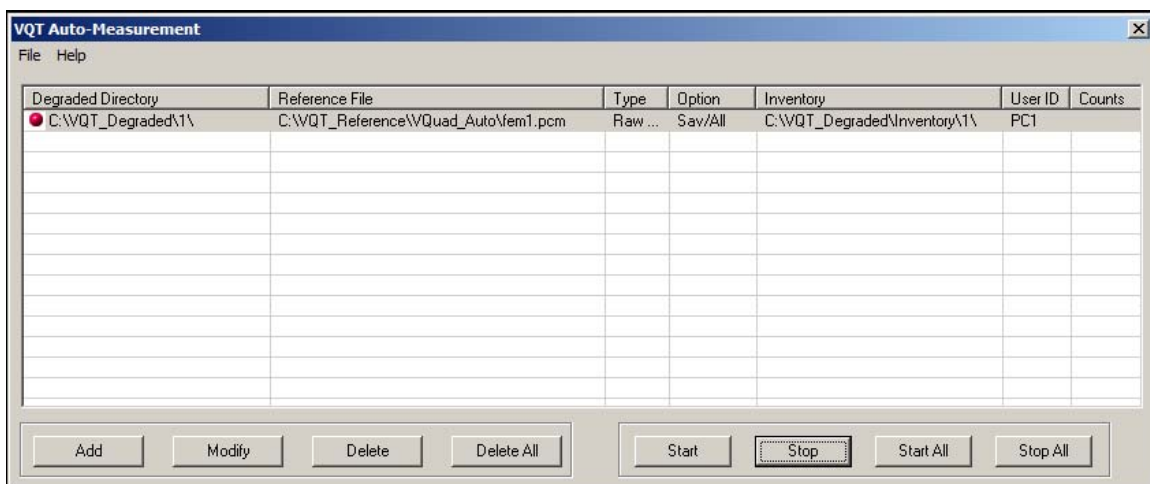 VQT Auto-Measurement
File Help
Degraded Directory Reference File Type Option Inventory User ID Counts
C:\VQT_Degraded\1\ C:\VQT_Reference\VQuad_Auto\fem1.pcm Raw ... Sav/All C:\VQT_Degraded\Inventory\1\ PC1
Add Modify Delete Delete All Start Stop Start All Stop All